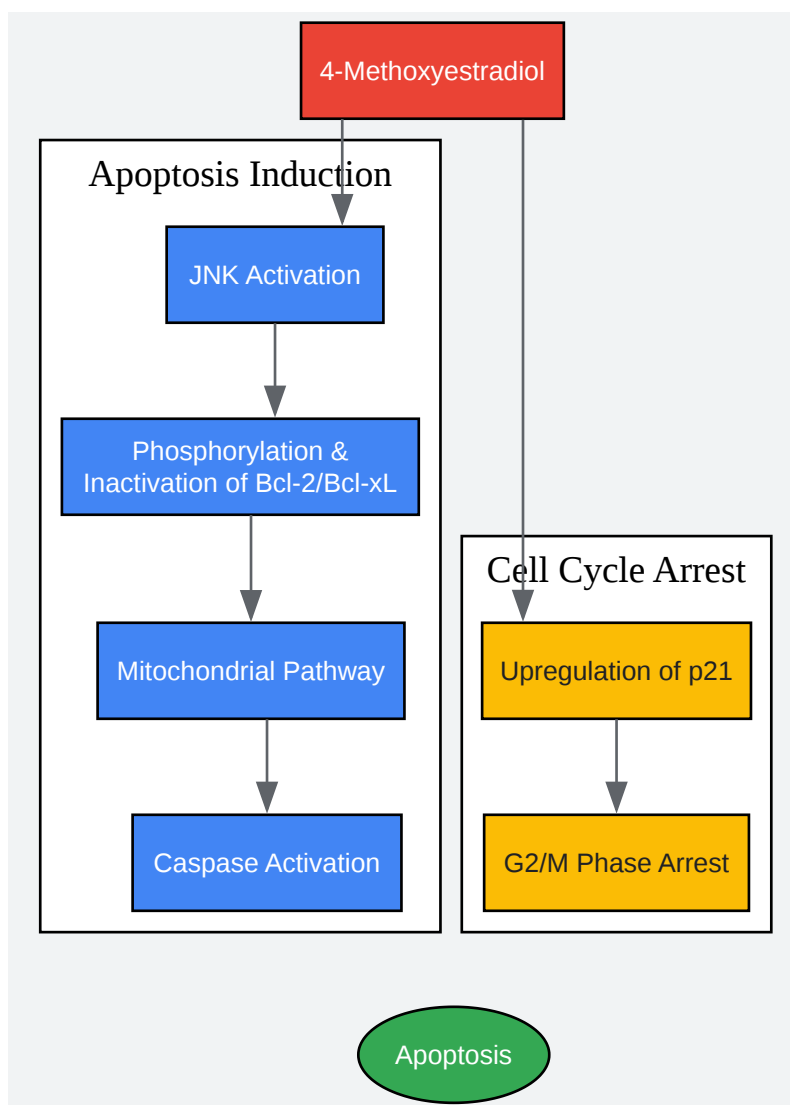 4-Methoxyestradiol
Apoptosis Induction
JNK Activation
Phosphorylation &
Inactivation of Bcl-2/Bcl-xL
Mitochondrial Pathway
Caspase Activation
Cell Cycle Arrest
Upregulation of p21
G2/M Phase Arrest
Apoptosis